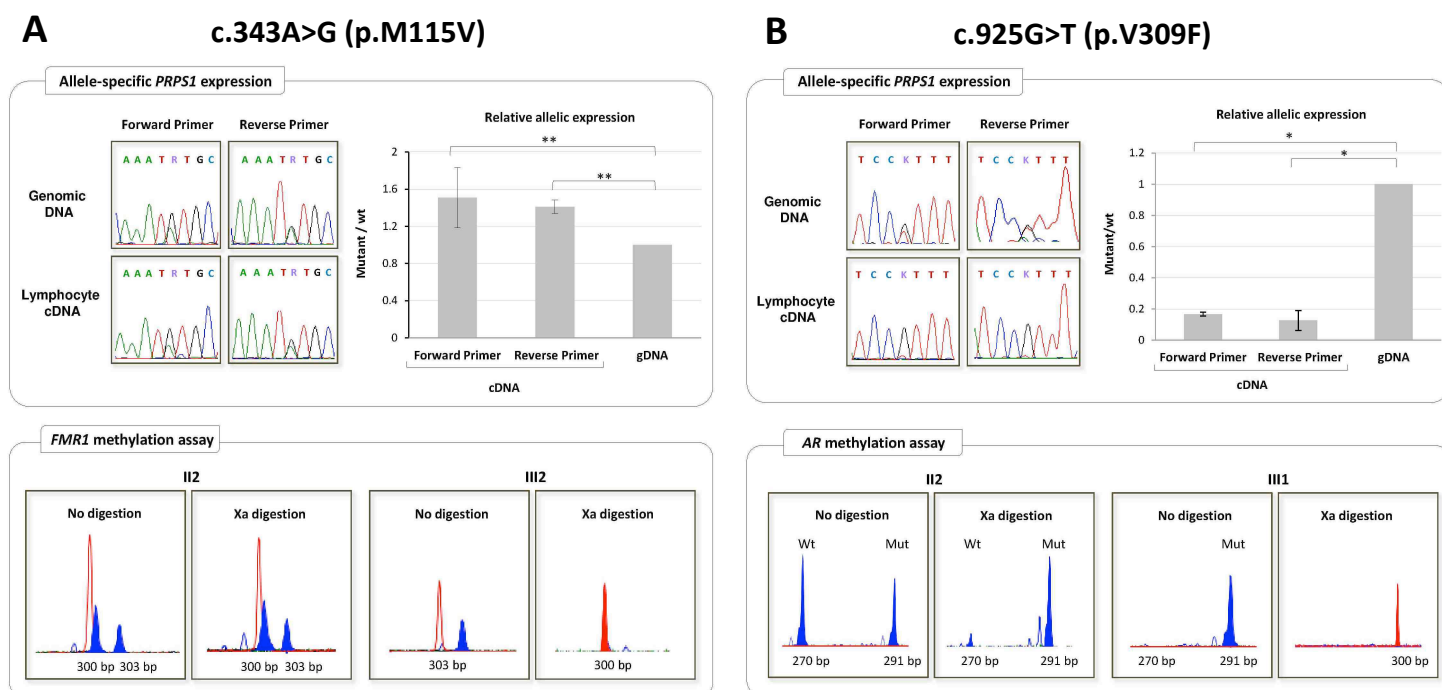 A
c.343A>G (p.M115V)
Allele-specific PRPS1 expression
Forward Primer
Reverse Primer
Genomic
DNA
A A A T R T G C
A A A T R T G C
Lymphocyte
cDNA
A A A T R T G C
A A A T R T G C
Relative allelic expression
**
**
Mutant / wt
2
1.6
1.2
0.8
0.4
0
Forward Primer
Reverse Primer
gDNA
cDNA
FMR1 methylation assay
II2
III2
No digestion
Xa digestion
No digestion
Xa digestion
300 bp 303 bp
300 bp 303 bp
303 bp
300 bp
B
c.925G>T (p.V309F)
Allele-specific PRPS1 expression
Forward Primer
Reverse Primer
Genomic
DNA
T C C K T T T
T C C K T T T
Lymphocyte
cDNA
T C C K T T T
T C C K T T T
Relative allelic expression
*
*
Mutant/wt
1.2
1
0.8
0.6
0.4
0.2
0
Forward Primer
Reverse Primer
gDNA
cDNA
AR methylation assay
II2
III1
No digestion
Xa digestion
No digestion
Xa digestion
Wt
Mut
Wt
Mut
Mut
270 bp
291 bp
270 bp
291 bp
270 bp
291 bp
300 bp